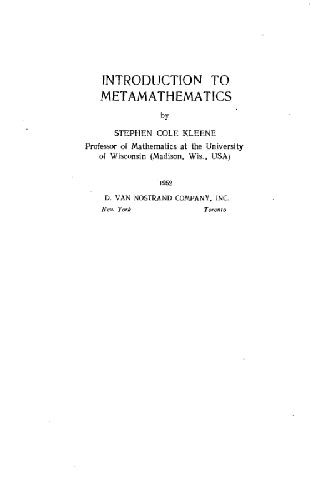 INTRODUCTION TO
METAMATHEMATICS
by
STEPHEN COLE KLEENE
Professor of Mathematics at the University
of Wisconsin (Madison, Wis., USA)
1952
D. VAN NOSTRAND COMPANY, INC.
New York Toronto